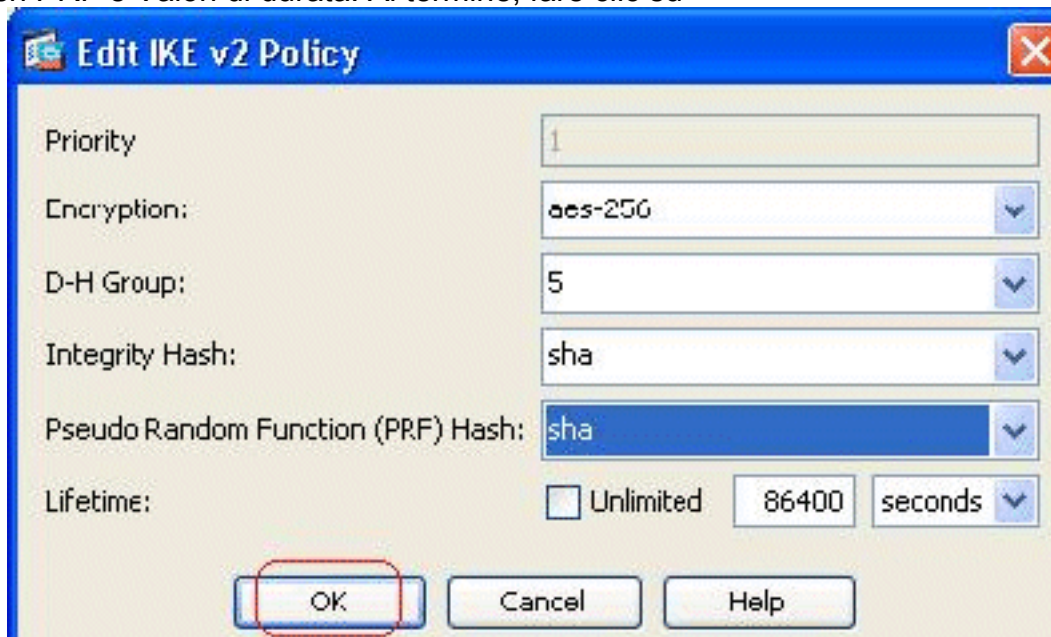 Edit IKE v2 Policy
Priority 1
Encryption: aes-256
D-H Group: 5
Integrity Hash: sha
Pseudo Random Function (PRF) Hash: sha
Lifetime: Unlimited 86400 seconds
OK Cancel Help